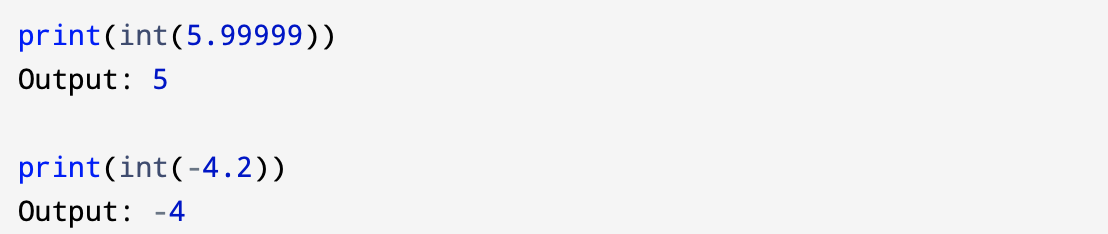 print(int(5.99999))
Output: 5
print(int(-4.2))
Output: -4